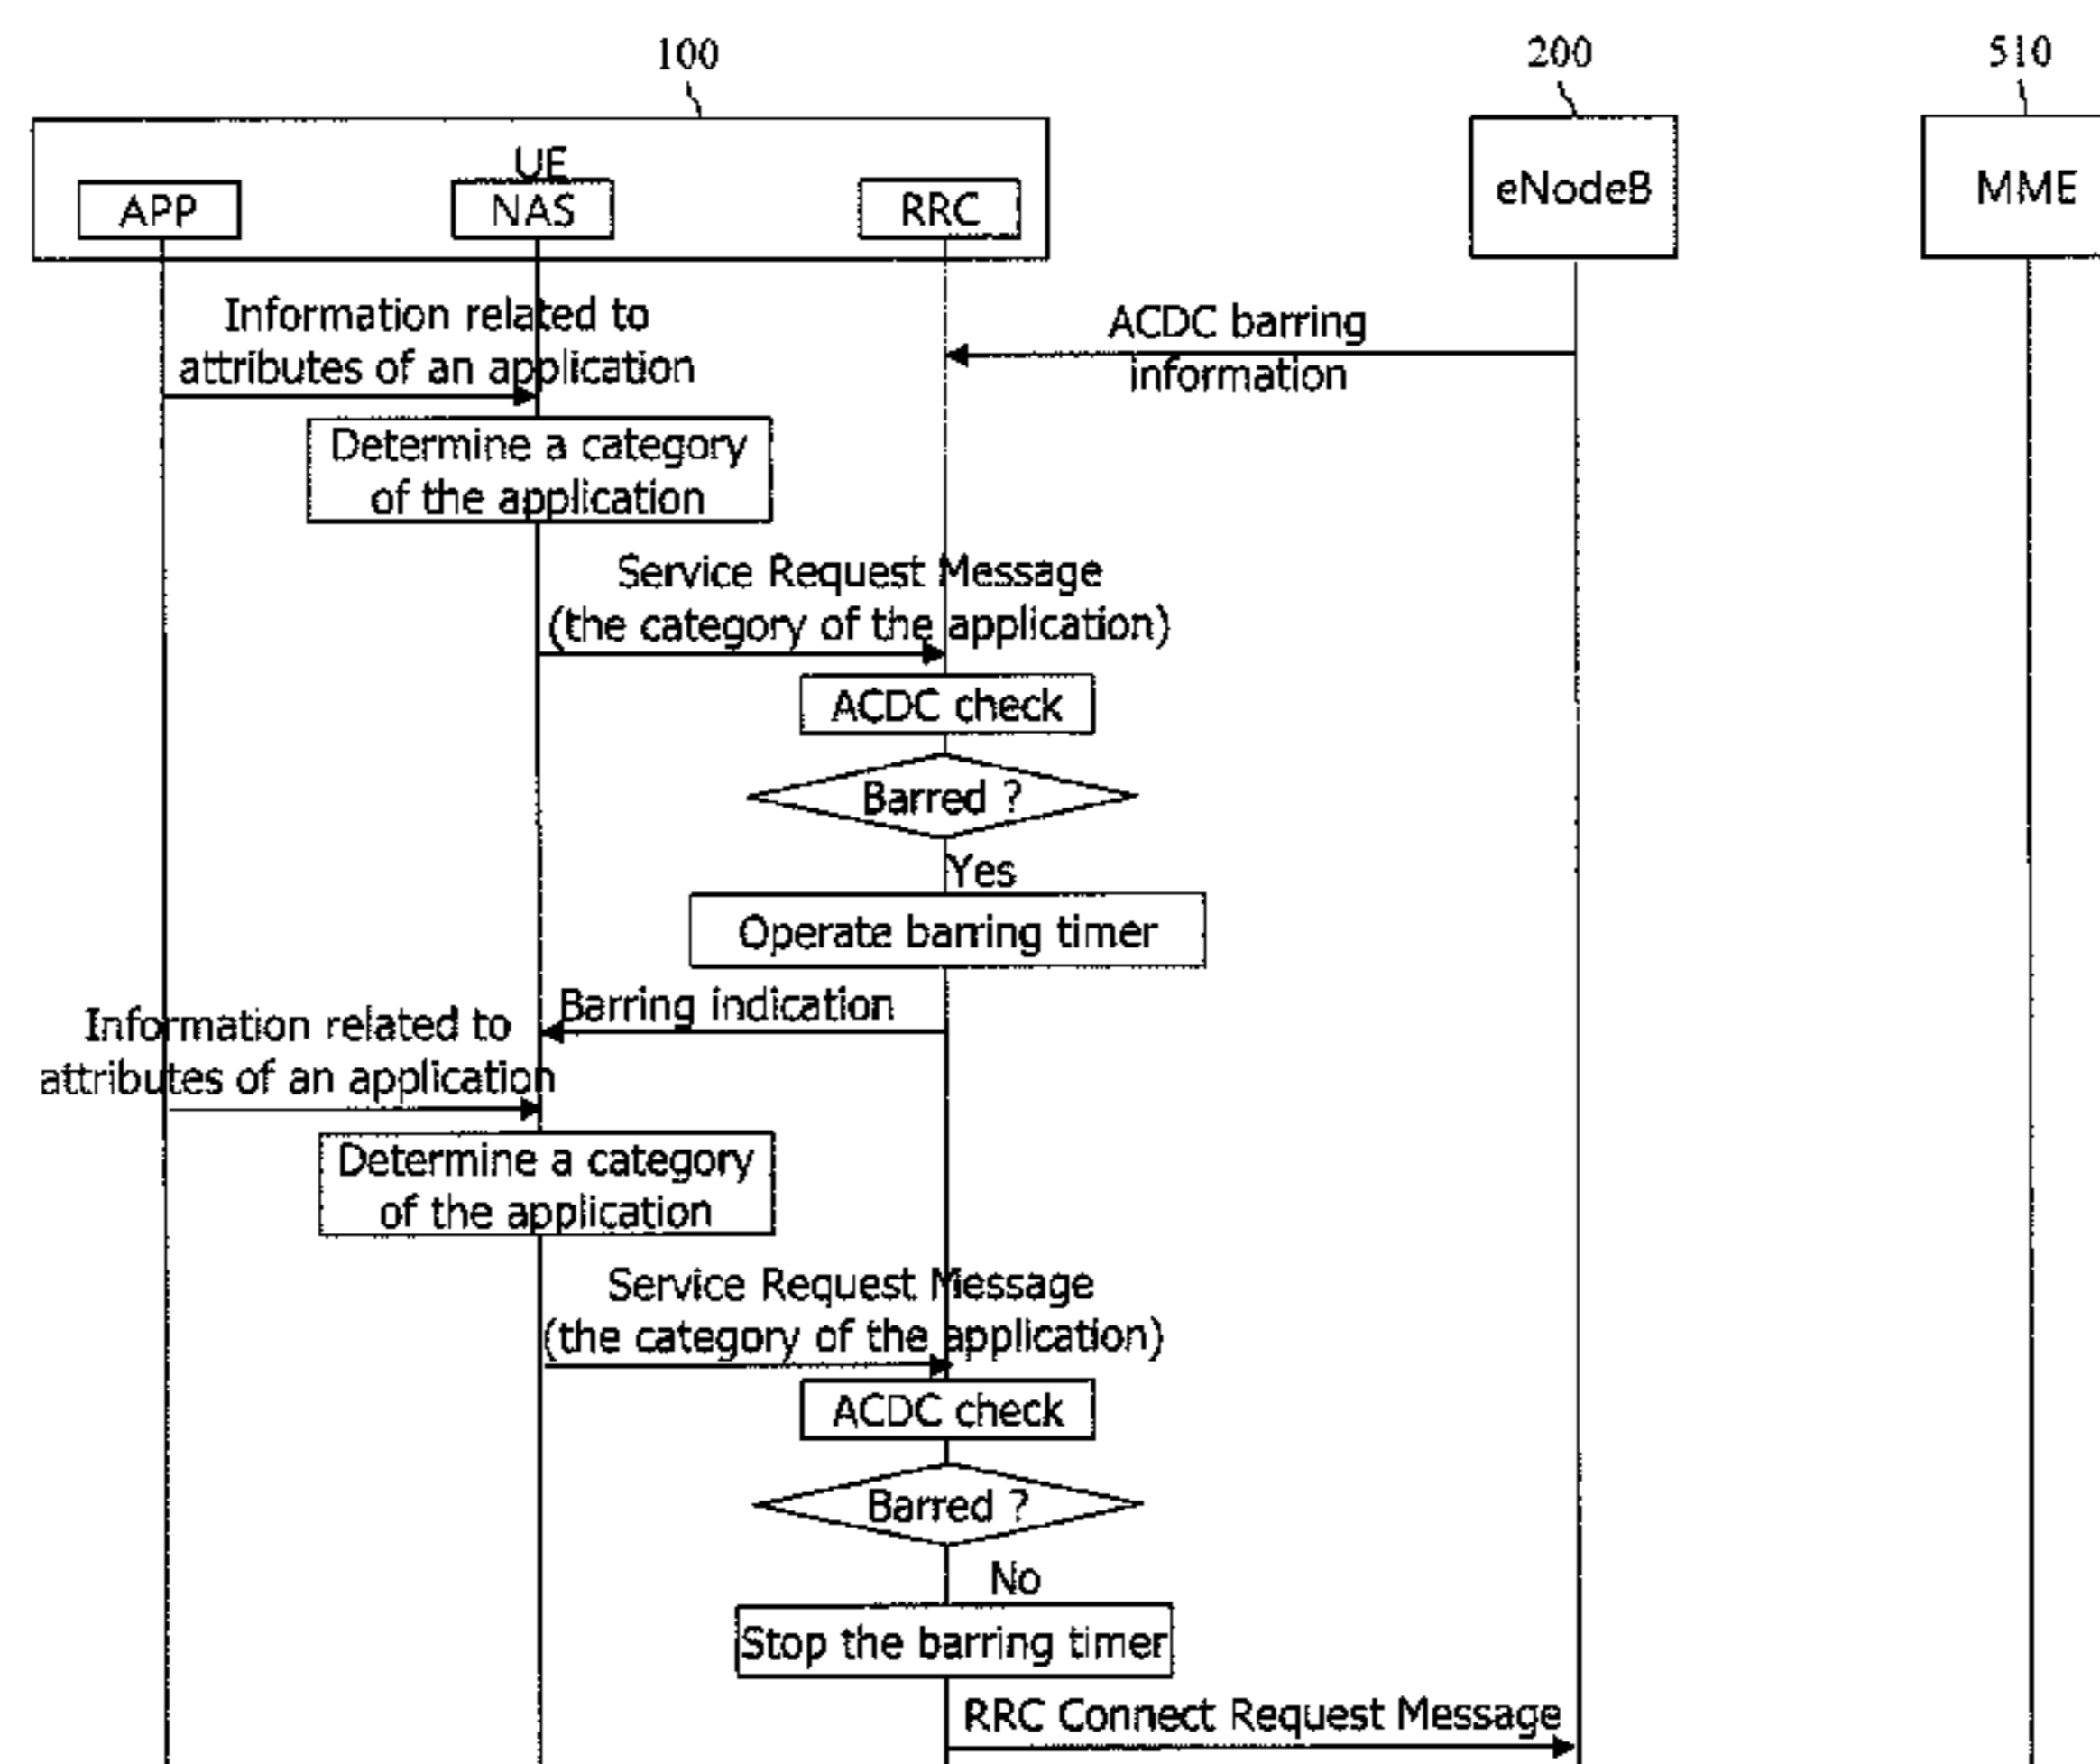 100
200
510
UE
APP
NAS
RRC
eNodeB
MME
Information related to
attributes of an application
ACDC barring
information
Determine a category
of the application
Service Request Message
(the category of the application)
ACDC check
Barred ?
Yes
Operate barring timer
Barring indication
Information related to
attributes of an application
Determine a category
of the application
Service Request Message
(the category of the application)
ACDC check
Barred ?
No
Stop the barring timer
RRC Connect Request Message